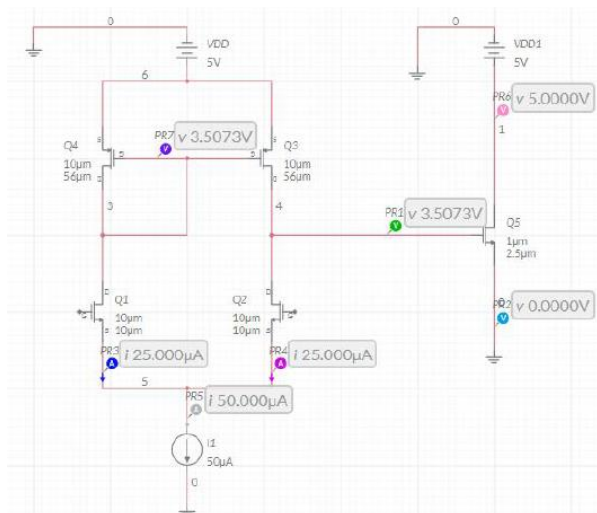 0
VDD
5V
6
0
VDD1
5V
PR6 v 5.0000V
1
PR7 v 3.5073V
Q4
10µm
56µm
s
s
Q3
10µm
56µm
3
4
PR1 v 3.5073V
Q5
1µm
2.5µm
Q1
10µm
10µm
Q2
10µm
10µm
PR2 v 0.0000V
PR3 i 25.000µA
PR4 i 25.000µA
5
PR5 i 50.000µA
I1
50µA
0